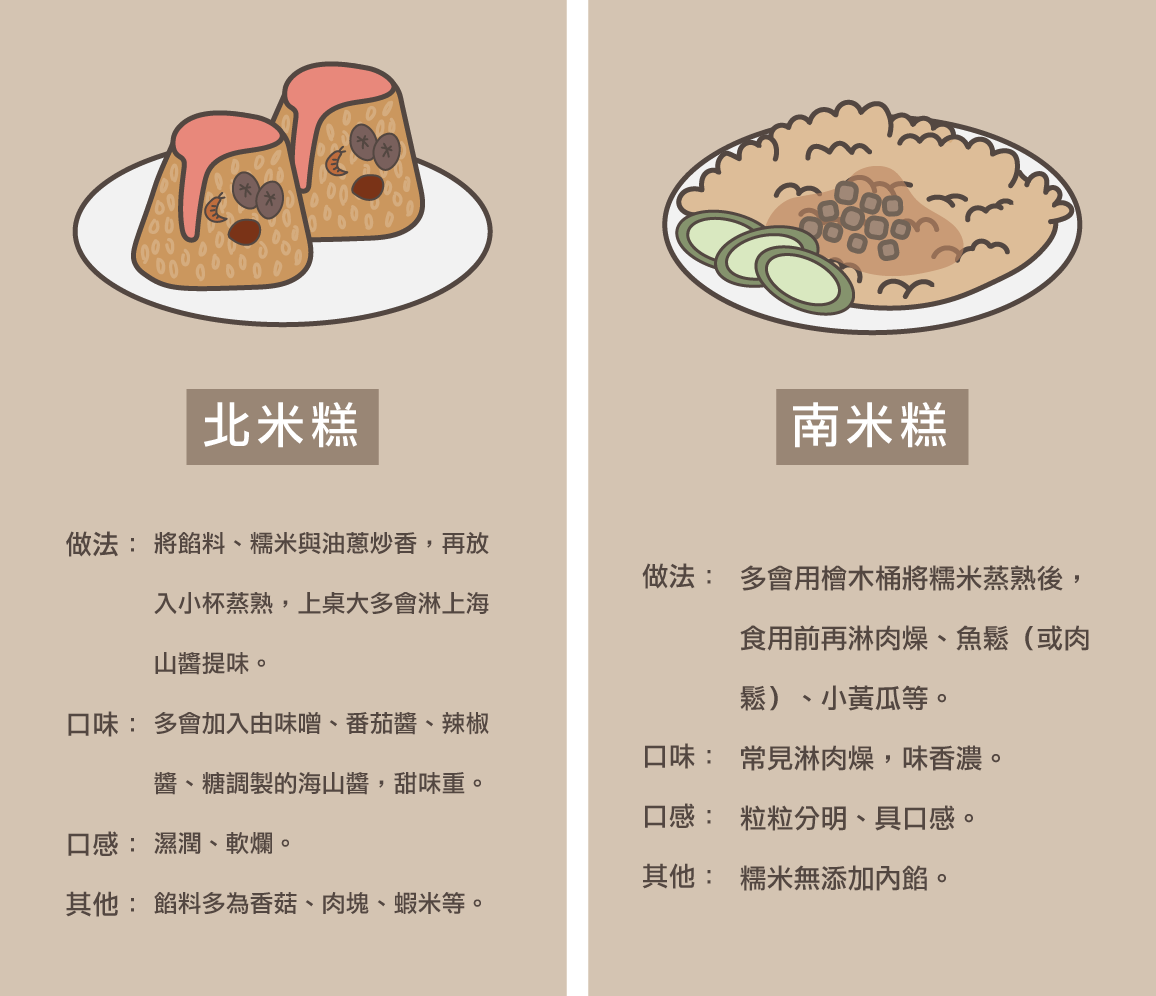 北米糕
做法：將餡料、糯米與油蔥炒香，再放
入小杯蒸熟，上桌大多會淋上海
山醬提味。
口味：多會加入由味噌、番茄醬、辣椒
醬、糖調製的海山醬，甜味重。
口感：濕潤、軟爛。
其他：餡料多為香菇、肉塊、蝦米等。
南米糕
做法：多會用檜木桶將糯米蒸熟後，
食用前再淋肉燥、魚鬆（或肉
鬆）、小黃瓜等。
口味：常見淋肉燥，味香濃。
口感：粒粒分明、具口感。
其他：糯米無添加內餡。